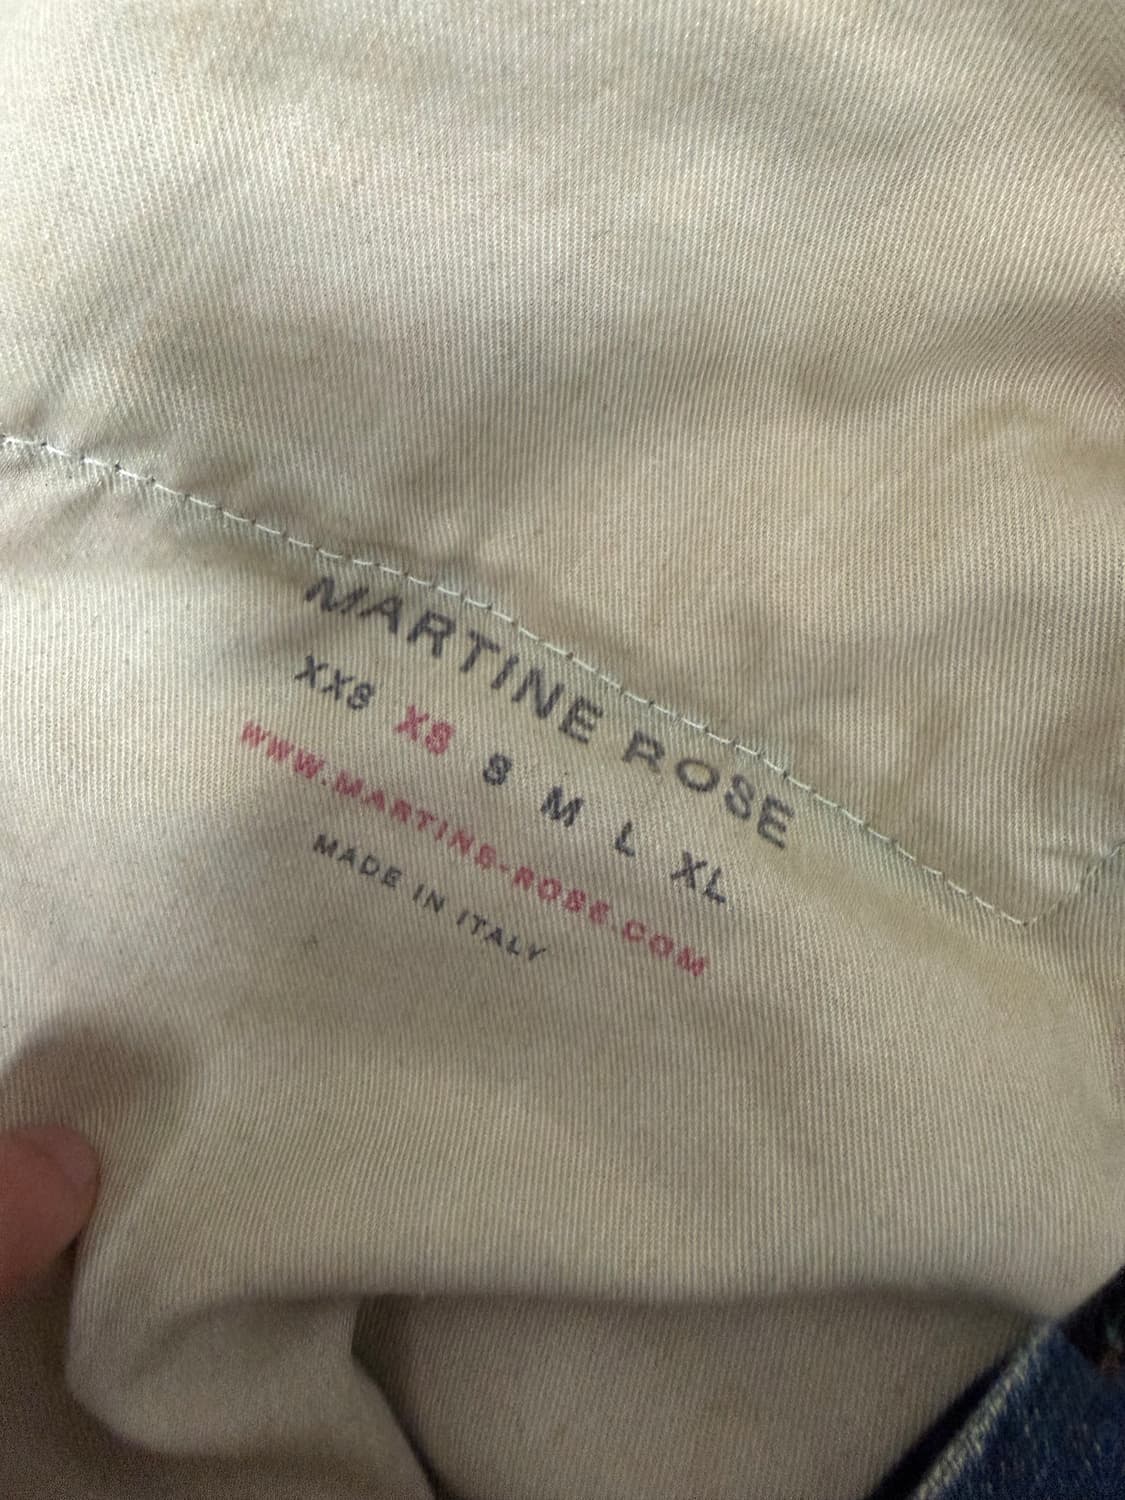 MARTINE ROSE
XXS XS S M L XL
WWW.MARTINE-ROSE.COM
MADE IN ITALY